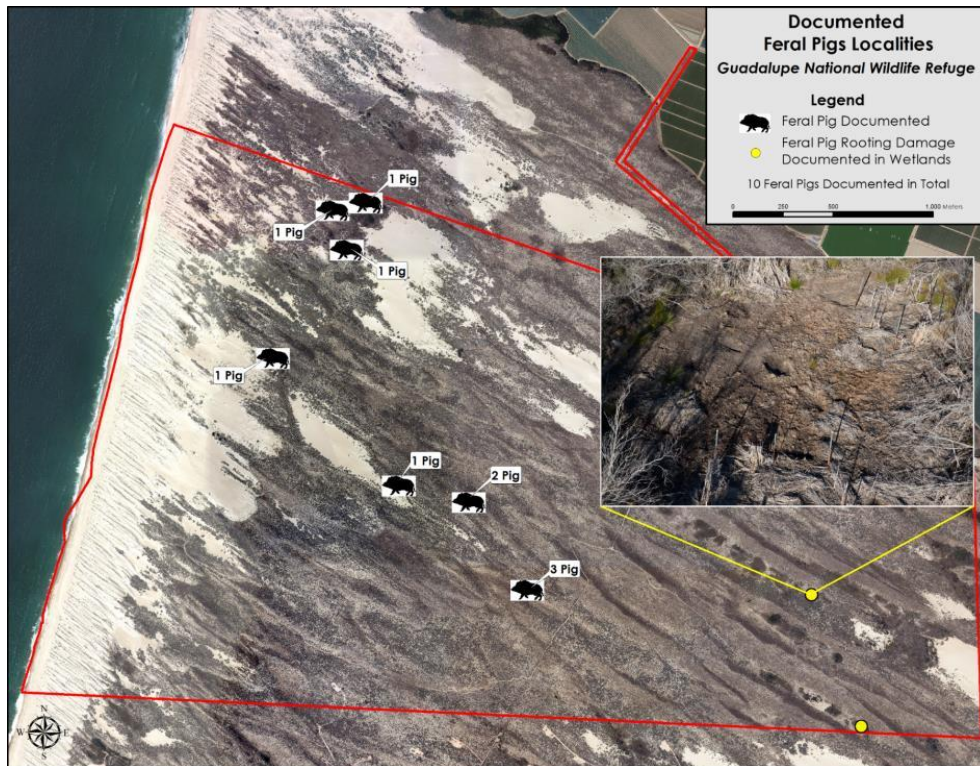 Documented
Feral Pigs Localities
Guadalupe National Wildlife Refuge
Legend
Feral Pig Documented
Feral Pig Rooting Damage
Documented in Wetlands
10 Feral Pigs Documented in Total
0 250 500 1,000 Meters
1 Pig
1 Pig
1 Pig
1 Pig
1 Pig
2 Pig
3 Pig
N
W E
S